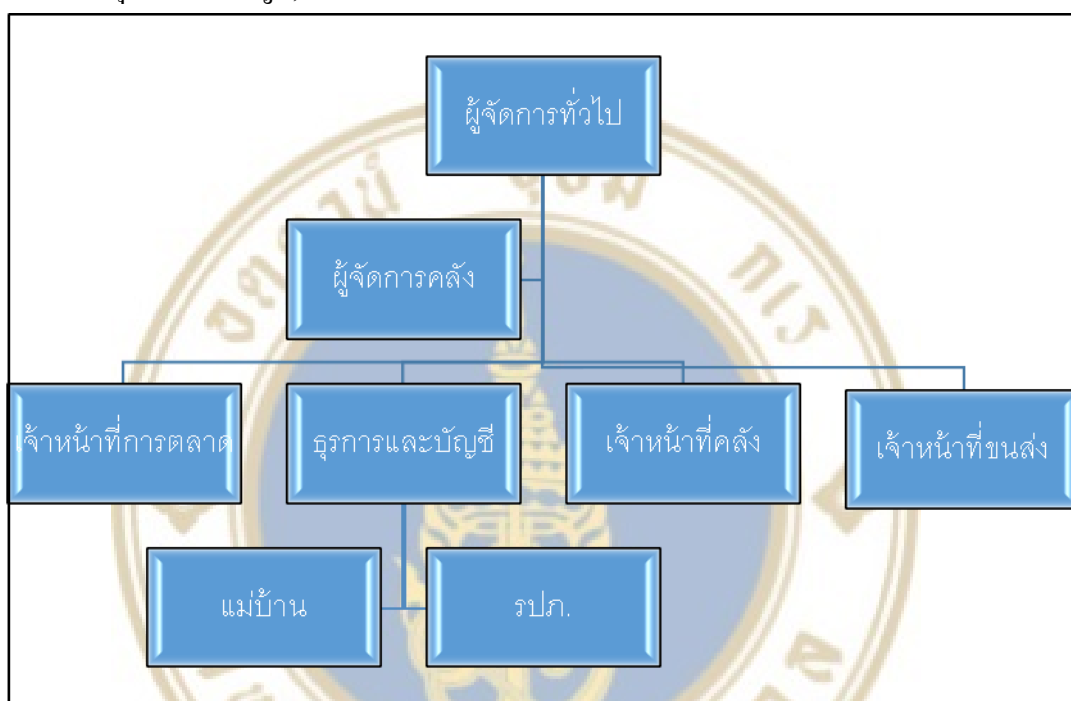 ผู้จัดการทั่วไป
ผู้จัดการคลัง
เจ้าหน้าที่การตลาด
ธุรการและบัญชี
เจ้าหน้าที่คลัง
เจ้าหน้าที่ขนส่ง
แม่บ้าน
รปภ.